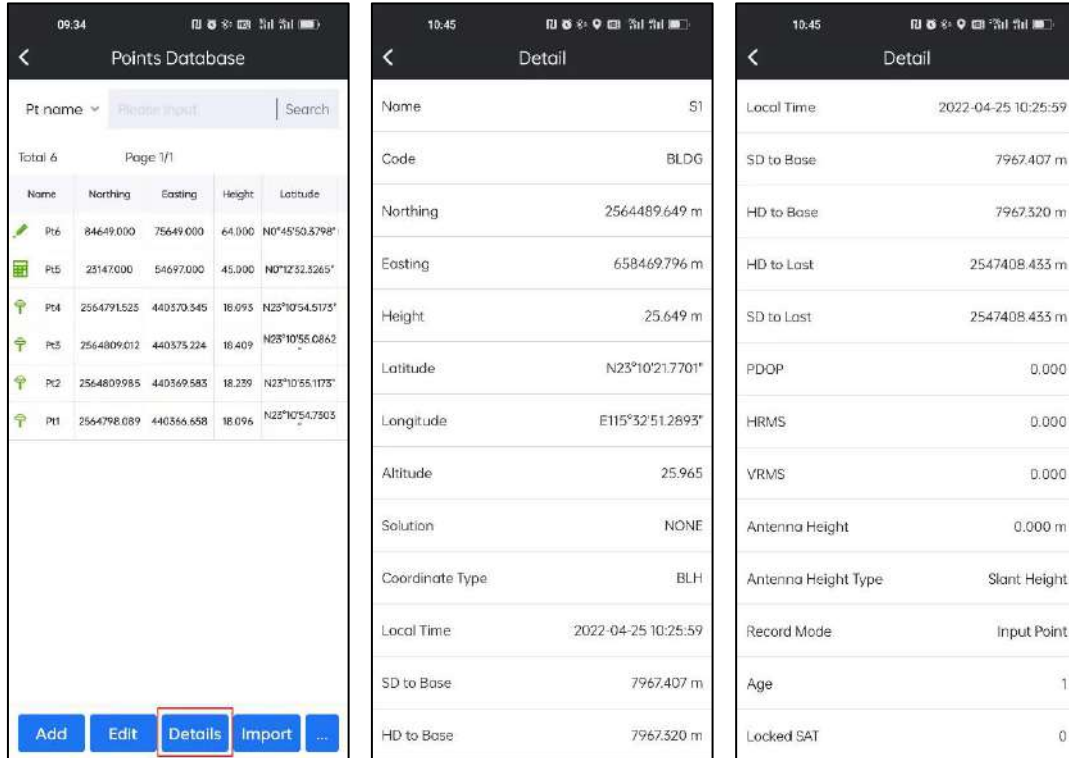 09:34
Points Database
Pt name Please input Search
Total 6 Page 1/1
Name Northing Easting Height Latitude
Pt6 84649.000 75649.000 64.000 N0°45'50.3798"
Pt5 23147.000 54697.000 45.000 N0°12'32.3265"
Pt4 2564791.523 440370.345 18.093 N23°10'54.5173"
Pt3 2564809.012 440373.224 18.409 N23°10'55.0862"
Pt2 2564809.985 440369.583 18.239 N23°10'55.1173"
Pt1 2564798.089 440366.658 18.096 N23°10'54.7303"
Add Edit Details Import ...
10:45
Detail
Name S1
Code BLDG
Northing 2564489.649 m
Easting 658469.796 m
Height 25.649 m
Latitude N23°10'21.7701"
Longitude E115°32'51.2893"
Altitude 25.965
Solution NONE
Coordinate Type BLH
Local Time 2022-04-25 10:25:59
SD to Base 7967.407 m
HD to Base 7967.320 m
10:45
Detail
Local Time 2022-04-25 10:25:59
SD to Base 7967.407 m
HD to Base 7967.320 m
HD to Last 2547408.433 m
SD to Last 2547408.433 m
PDOP 0.000
HRMS 0.000
VRMS 0.000
Antenna Height 0.000 m
Antenna Height Type Slant Height
Record Mode Input Point
Age 1
Locked SAT 0